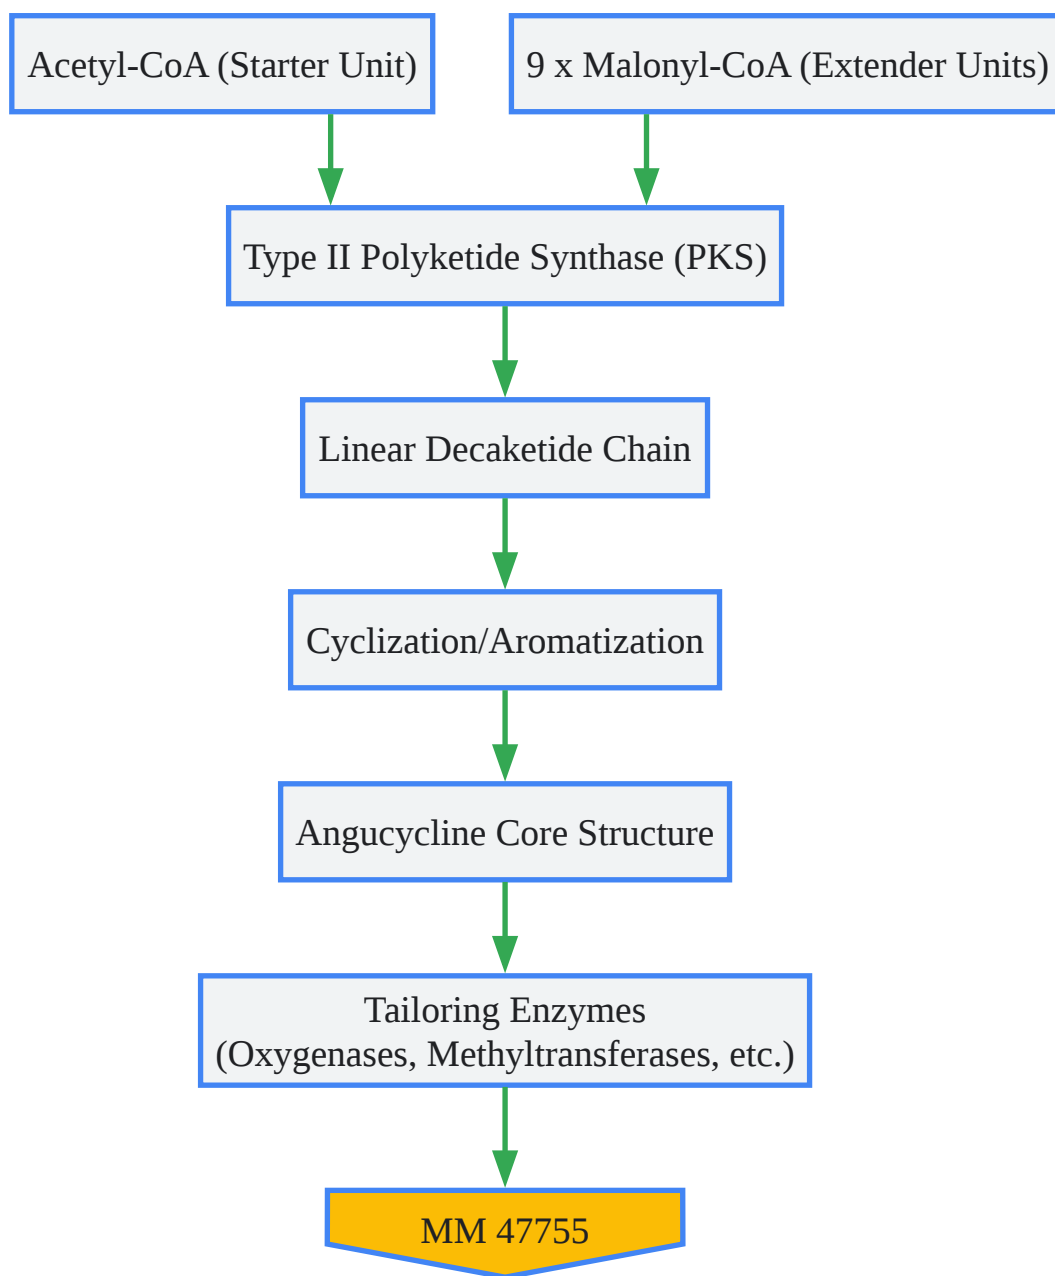 Acetyl-CoA (Starter Unit)
9 x Malonyl-CoA (Extender Units)
Type II Polyketide Synthase (PKS)
Linear Decaketide Chain
Cyclization/Aromatization
Angucycline Core Structure
Tailoring Enzymes
(Oxygenases, Methyltransferases, etc.)
MM 47755